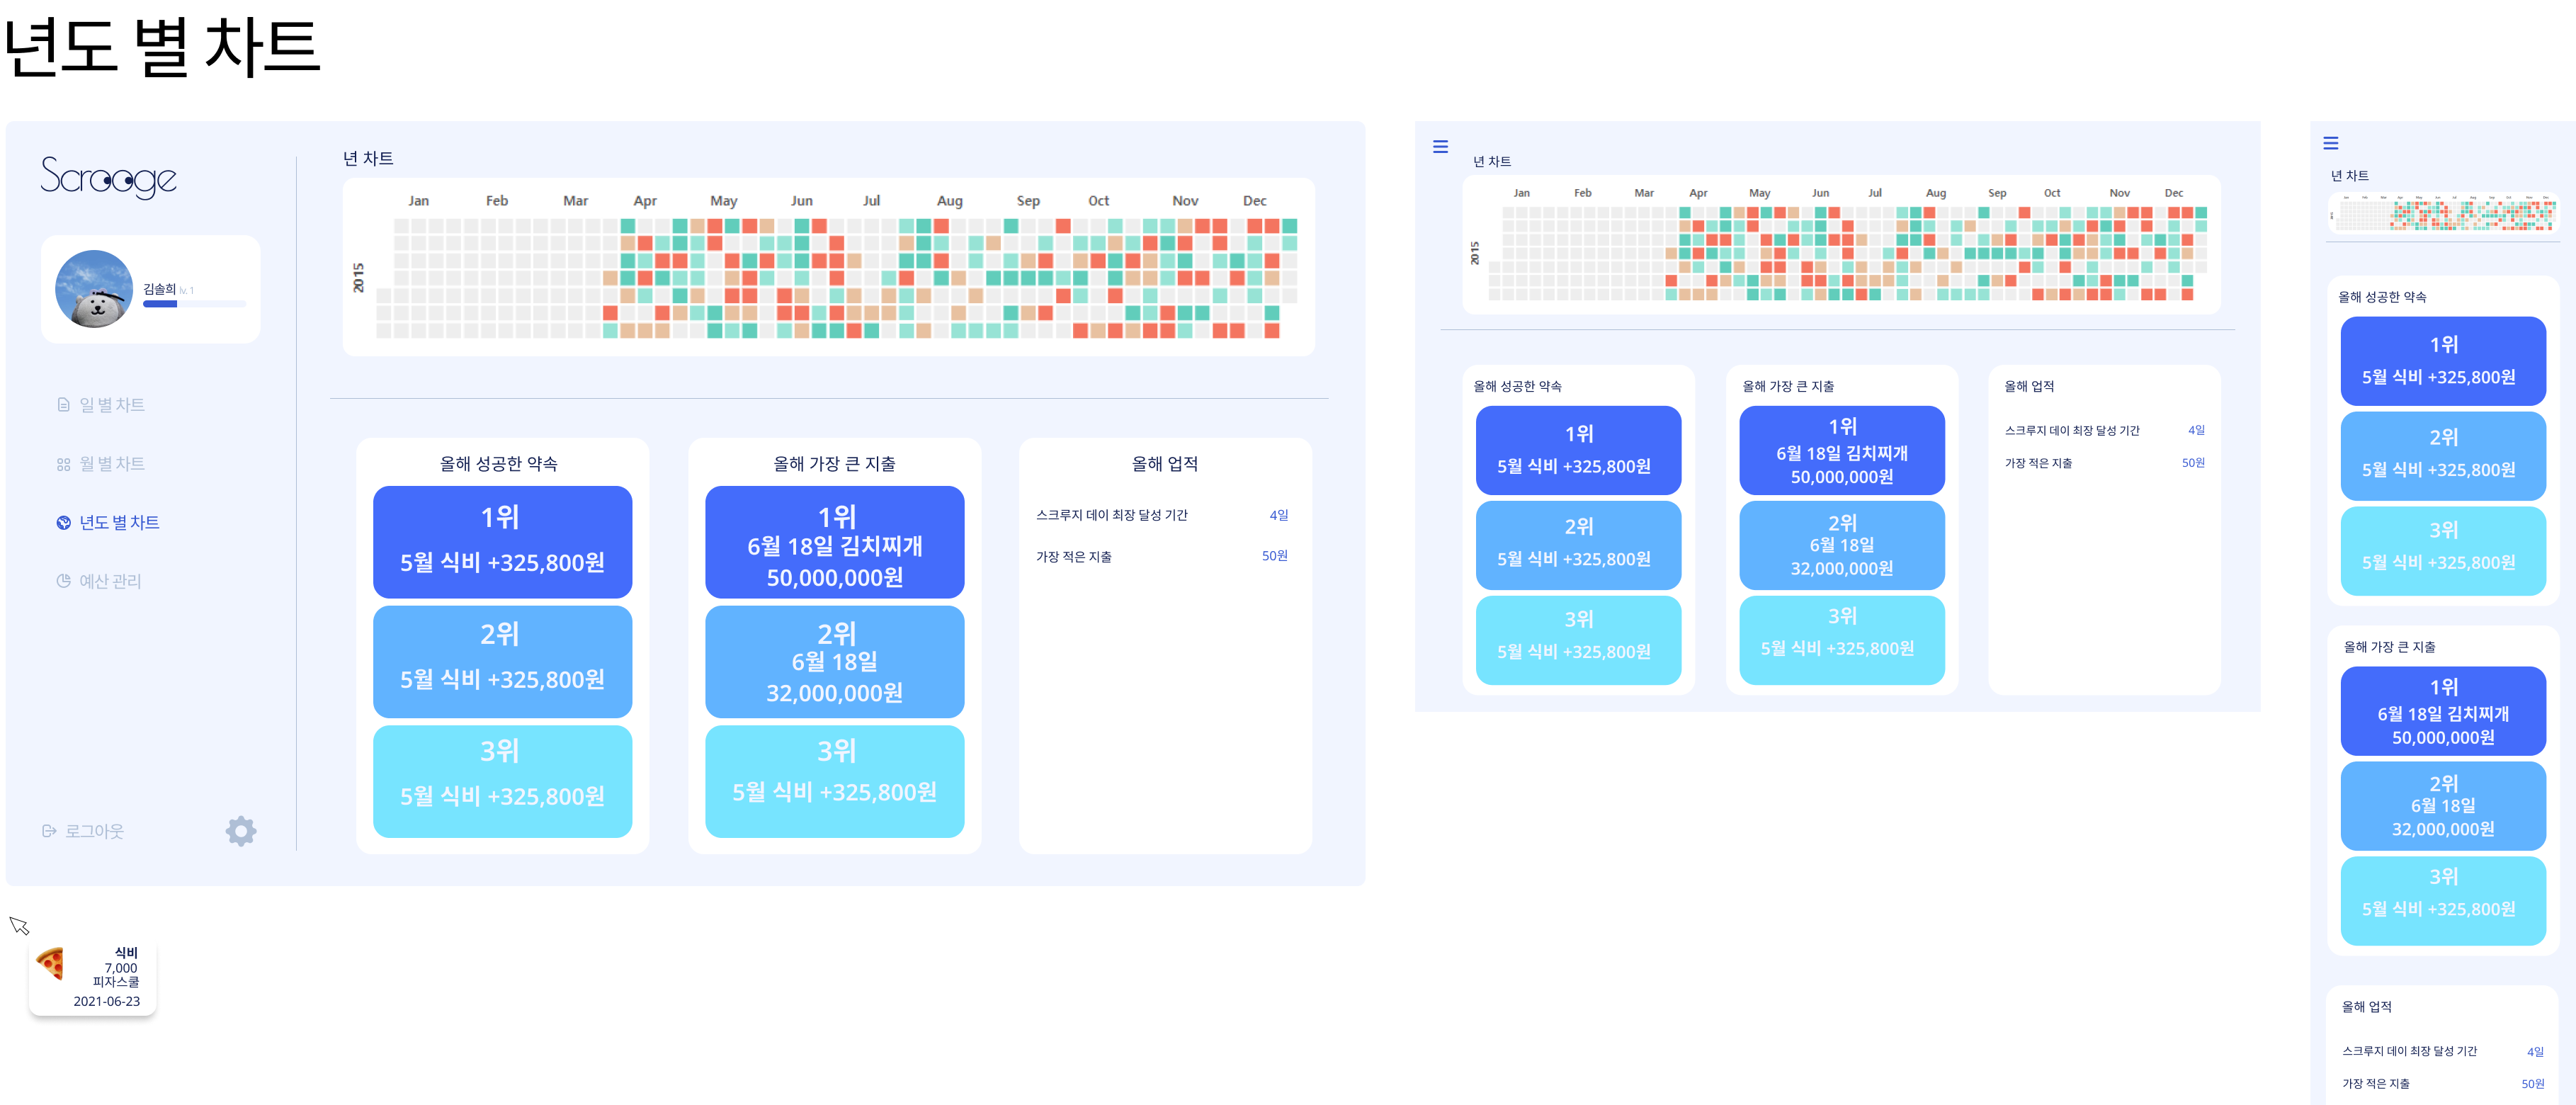 년도 별 차트
Scrooge
김솔희 lv. 1
일 별 차트
월 별 차트
년도 별 차트
예산 관리
로그아웃
년 차트
Jan Feb Mar Apr May Jun Jul Aug Sep Oct Nov Dec
2015
올해 성공한 약속
1위
5월 식비 +325,800원
2위
5월 식비 +325,800원
3위
5월 식비 +325,800원
올해 가장 큰 지출
1위
6월 18일 김치찌개
50,000,000원
2위
6월 18일
32,000,000원
3위
5월 식비 +325,800원
올해 업적
스크루지 데이 최장 달성 기간 4일
가장 적은 지출 50원
식비
7,000
피자스쿨
2021-06-23
년 차트
Jan Feb Mar Apr May Jun Jul Aug Sep Oct Nov Dec
2015
올해 성공한 약속
1위
5월 식비 +325,800원
2위
5월 식비 +325,800원
3위
5월 식비 +325,800원
올해 가장 큰 지출
1위
6월 18일 김치찌개
50,000,000원
2위
6월 18일
32,000,000원
3위
5월 식비 +325,800원
올해 업적
스크루지 데이 최장 달성 기간 4일
가장 적은 지출 50원
년 차트
올해 성공한 약속
1위
5월 식비 +325,800원
2위
5월 식비 +325,800원
3위
5월 식비 +325,800원
올해 가장 큰 지출
1위
6월 18일 김치찌개
50,000,000원
2위
6월 18일
32,000,000원
3위
5월 식비 +325,800원
올해 업적
스크루지 데이 최장 달성 기간 4일
가장 적은 지출 50원